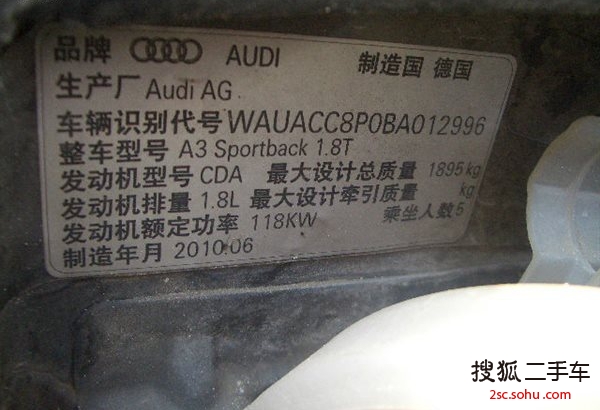 品牌 AUDI 制造国 德国
生产厂 Audi AG
车辆识别代号 WAUACC8P0BA012996
整车型号 A3 Sportback 1.8T
发动机型号 CDA 最大设计总质量 1895kg
发动机排量 1.8L 最大设计牵引质量 kg
发动机额定功率 118KW 乘坐人数 5
制造年月 2010.06
搜狐 二手车
2sc.sohu.com